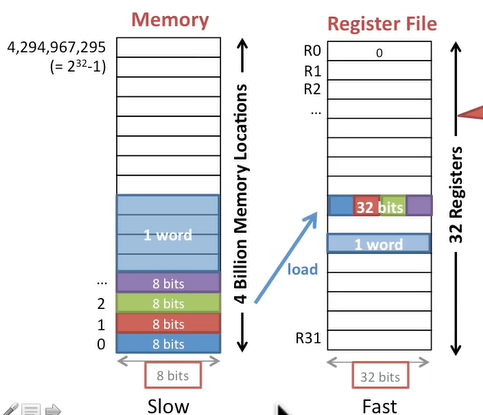 Memory
Register File
4,294,967,295
(= 2³²-1)
R0
0
R1
R2
...
4 Billion Memory Locations
32 Registers
1 word
32 bits
1 word
load
...
8 bits
2
8 bits
1
8 bits
0
8 bits
R31
8 bits
32 bits
Slow
Fast